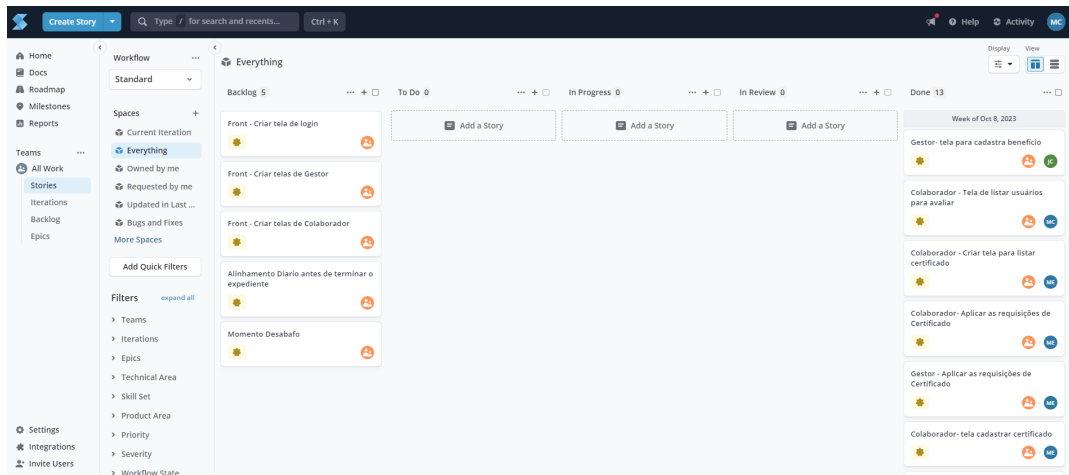 Create Story
Type / for search and recents...
Ctrl + K
Help
Activity
MC
Home
Docs
Roadmap
Milestones
Reports
Teams
...
All Work
Stories
Iterations
Backlog
Epics
Settings
Integrations
Invite Users
Workflow
...
Standard
Spaces +
Current Iteration
Everything
Owned by me
Requested by me
Updated in Last ...
Bugs and Fixes
More Spaces
Add Quick Filters
Filters expand all
Teams
Iterations
Epics
Technical Area
Skill Set
Product Area
Priority
Severity
Workflow State
Everything
Display View
Backlog 5 ... +
Front - Criar tela de login
Front - Criar telas de Gestor
Front - Criar telas de Colaborador
Alinhamento Diario antes de terminar o
expediente
Momento Desabafo
To Do 0 ... +
Add a Story
In Progress 0 ... +
Add a Story
In Review 0 ... +
Add a Story
Done 13 ...
Week of Oct 8, 2023
Gestor- tela para cadastra benefício
JC
Colaborador - Tela de listar usuários
para avaliar
MC
Colaborador - Criar tela para listar
certificado
ME
Colaborador- Aplicar as requisições de
Certificado
ME
Gestor - Aplicar as requisições de
Certificado
ME
Colaborador- tela cadastrar certificado
ME